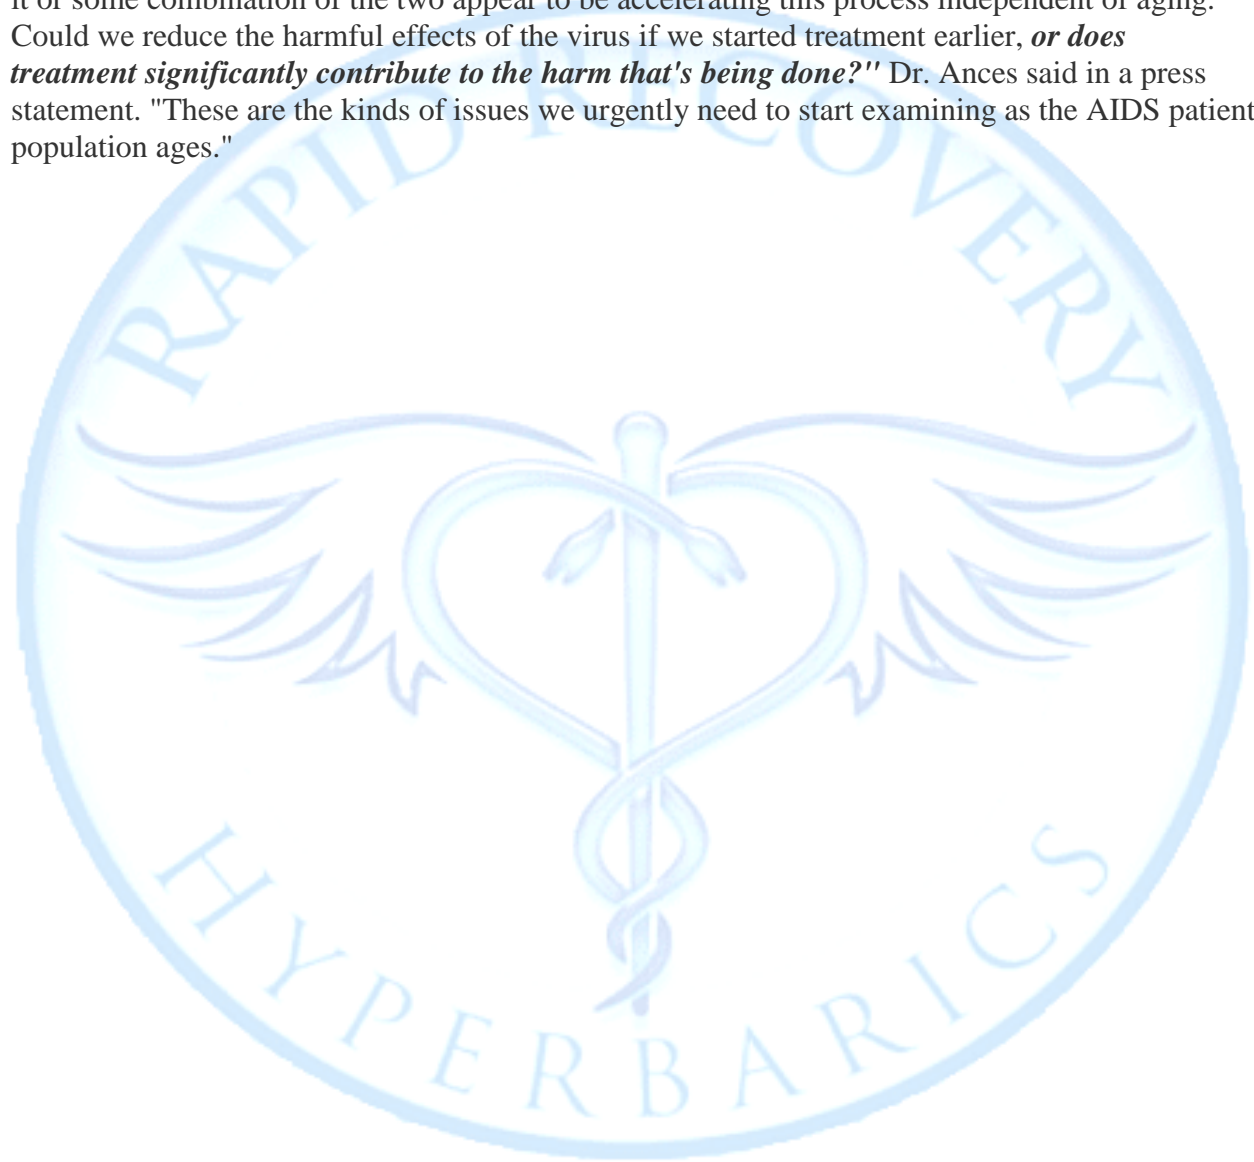 it or some combination of the two appear to be accelerating this process independent of aging.
Could we reduce the harmful effects of the virus if we started treatment earlier, or does
treatment significantly contribute to the harm that's being done?" Dr. Ances said in a press
statement. "These are the kinds of issues we urgently need to start examining as the AIDS patient
population ages."
RAPID RECOVERY
HYPERBARICS